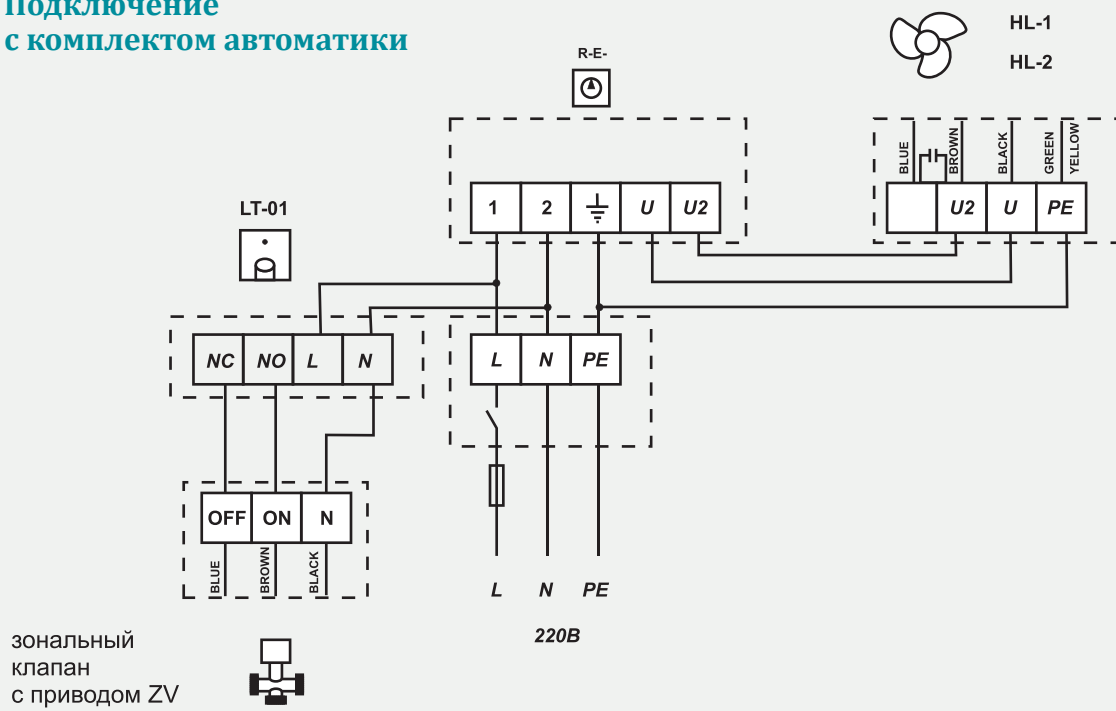 Подключение
с комплектом автоматики
R-E-
HL-1
HL-2
BLUE
BROWN
BLACK
GREEN
YELLOW
1 2 U U2
U2 U PE
LT-01
NC NO L N
L N PE
OFF ON N
BLUE
BROWN
BLACK
L N PE
220В
зональный
клапан
с приводом ZV